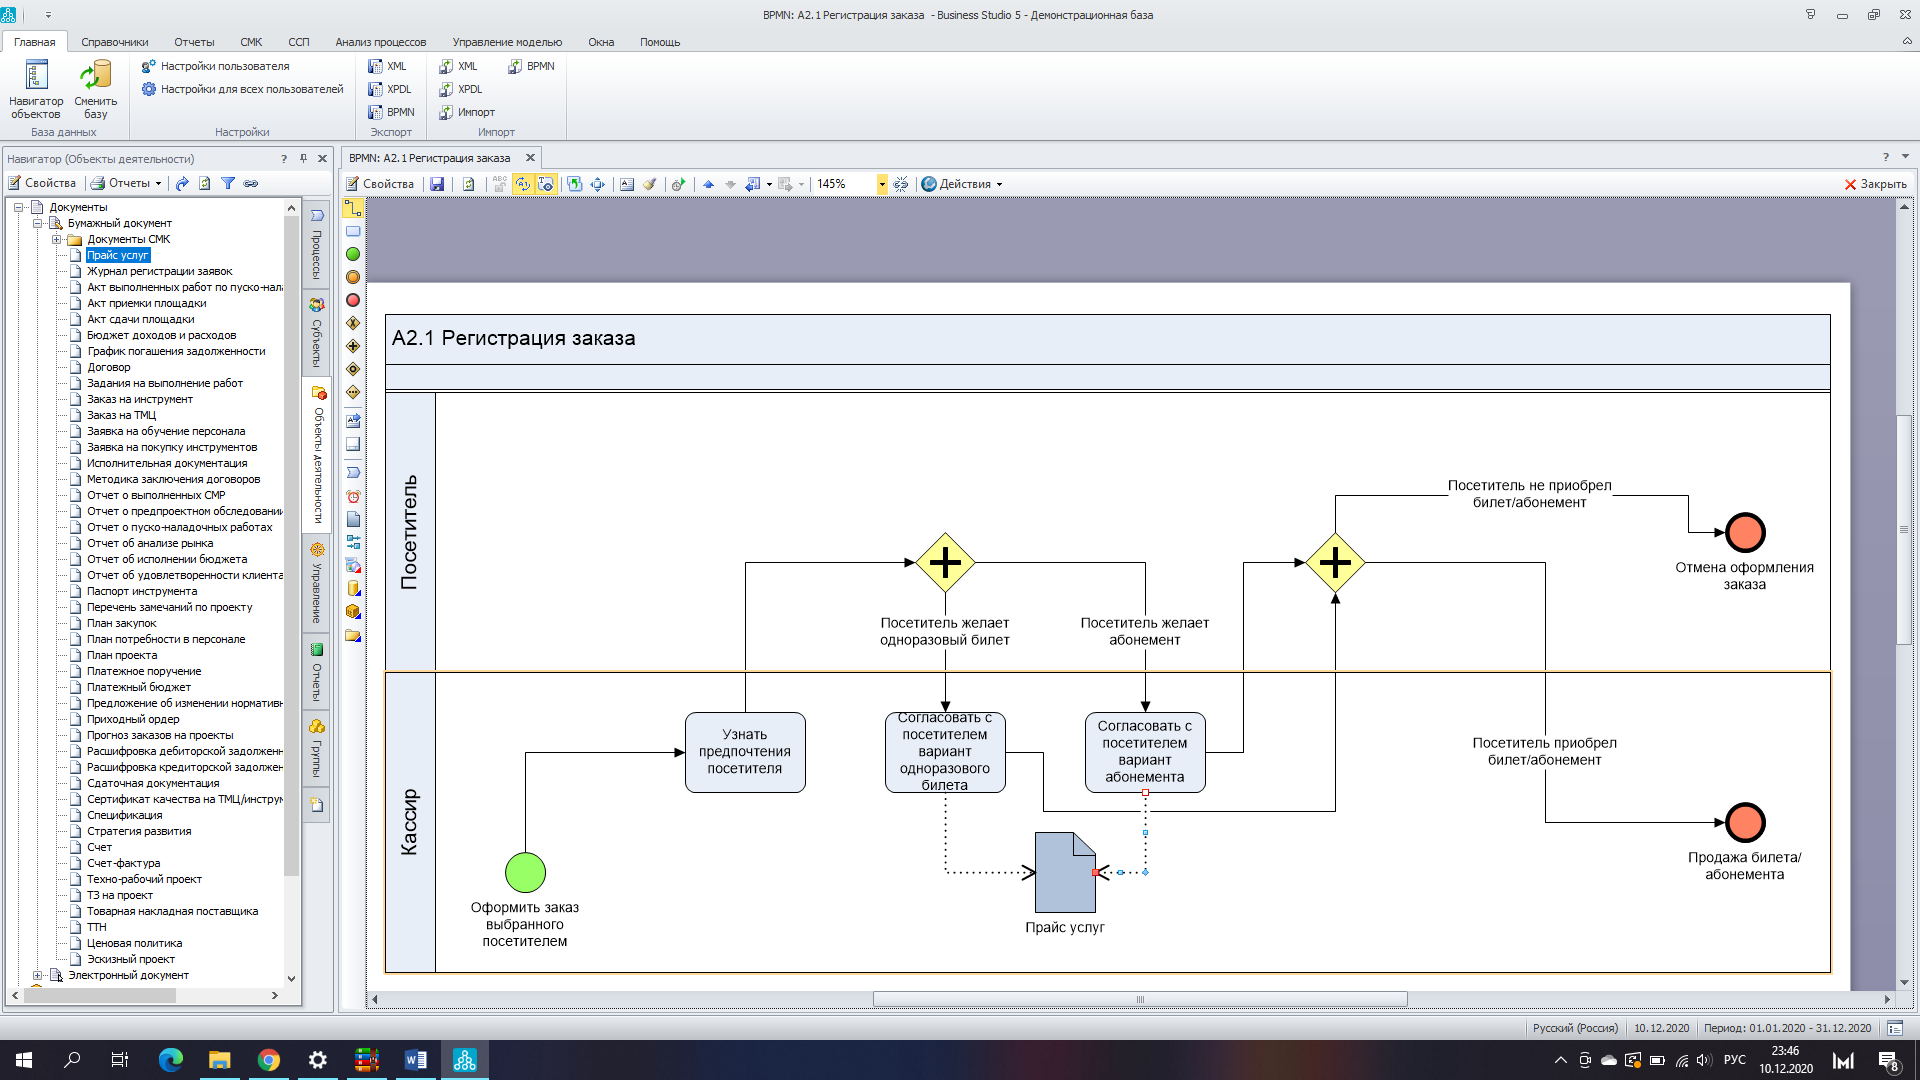 BPMN: A2.1 Регистрация заказа - Business Studio 5 - Демонстрационная база
Главная
Справочники
Отчеты
СМК
ССП
Анализ процессов
Управление моделью
Окна
Помощь
Навигатор объектов
Сменить базу
База данных
Настройки пользователя
Настройки для всех пользователей
Настройки
XML
XPDL
BPMN
Экспорт
XML
XPDL
Импорт
BPMN
Импорт
Навигатор (Объекты деятельности)
Свойства
Отчеты
Документы
Бумажный документ
Документы СМК
Прайс услуг
Журнал регистрации заявок
Акт выполненных работ по пуско-нал
Акт приемки площадки
Акт сдачи площадки
Бюджет доходов и расходов
График погашения задолженности
Договор
Задания на выполнение работ
Заказ на инструмент
Заказ на ТМЦ
Заявка на обучение персонала
Заявка на покупку инструментов
Исполнительная документация
Методика заключения договоров
Отчет о выполненных СМР
Отчет о предпроектном обследовании
Отчет о пуско-наладочных работах
Отчет об анализе рынка
Отчет об исполнении бюджета
Отчет об удовлетворенности клиента
Паспорт инструмента
Перечень замечаний по проекту
План закупок
План потребности в персонале
План проекта
Платежное поручение
Платежный бюджет
Предложение об изменении норматив
Приходный ордер
Прогноз заказов на проекты
Расшифровка дебиторской задолжен
Расшифровка кредиторской задолжен
Сдаточная документация
Сертификат качества на ТМЦ/инстру
Спецификация
Стратегия развития
Счет
Счет-фактура
Техно-рабочий проект
ТЗ на проект
Товарная накладная поставщика
ТТН
Ценовая политика
Эскизный проект
Электронный документ
Процессы
Субъекты
Объекты деятельности
Управление
Отчеты
Группы
BPMN: A2.1 Регистрация заказа
Свойства
ABC
145%
Действия
Закрыть
A2.1 Регистрация заказа
Посетитель
Посетитель не приобрел
билет/абонемент
Отмена оформления
заказа
Посетитель желает
одноразовый билет
Посетитель желает
абонемент
Кассир
Узнать
предпочтения
посетителя
Согласовать с
посетителем
вариант
одноразового
билета
Согласовать с
посетителем
вариант
абонемента
Посетитель приобрел
билет/абонемент
Продажа билета/
абонемента
Оформить заказ
выбранного
посетителем
Прайс услуг
Русский (Россия)
10.12.2020
Период: 01.01.2020 - 31.12.2020
РУС
23:46
10.12.2020
8